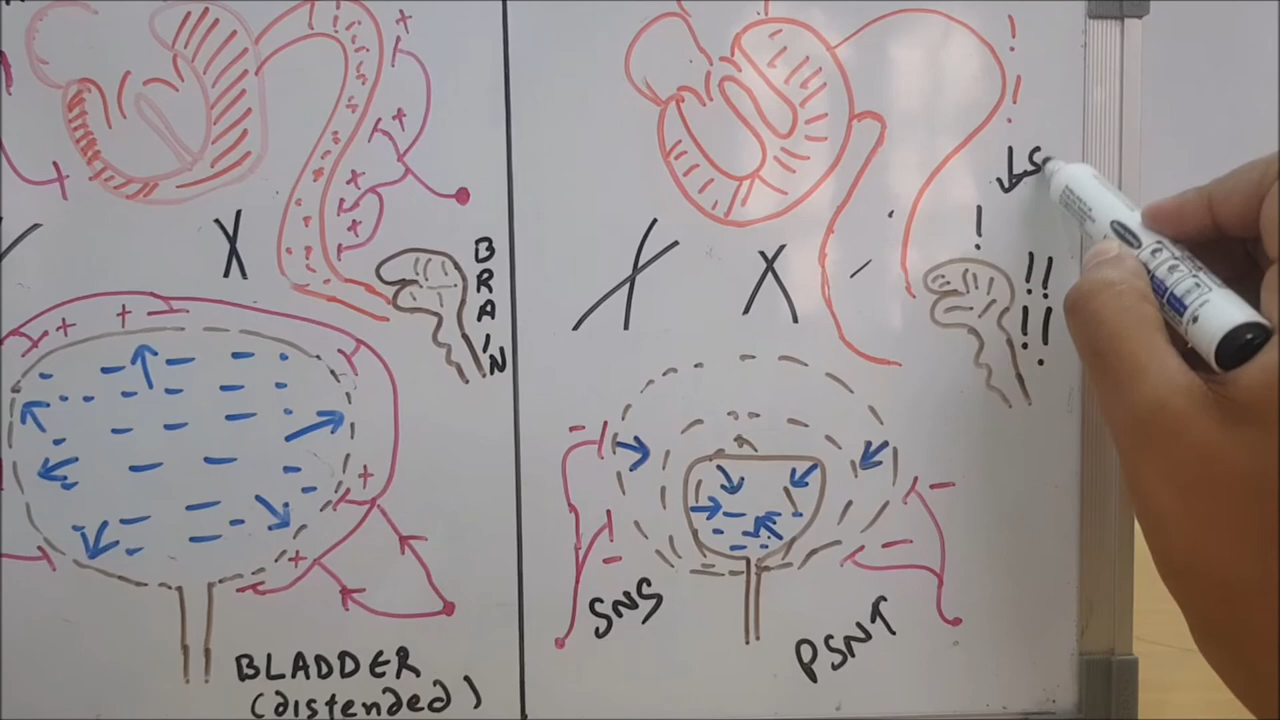 BRAIN
BLADDER
(distended)
X
X
X
!
!
!
↓S
!
!!
!!
SNS
PSNT